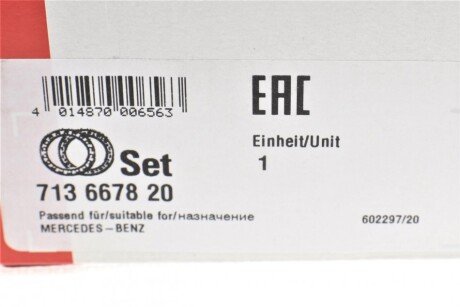 4 014870 006563
EAC
Set
Einheit/Unit
1
713 6678 20
Passend für/suitable for/назначение
MERCEDES-BENZ
602297/20